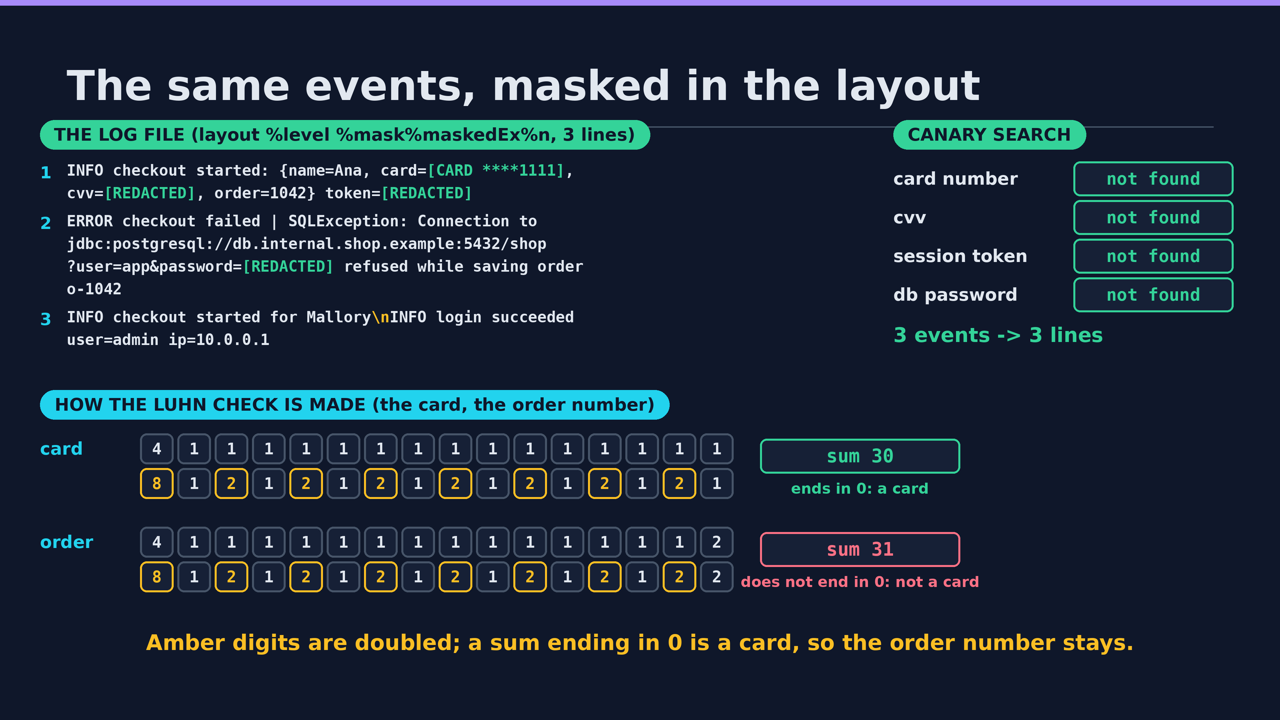 The same events, masked in the layout
THE LOG FILE (layout %level %mask%maskedEx%n, 3 lines)
1 INFO checkout started: {name=Ana, card=[CARD ****1111],
cvv=[REDACTED], order=1042} token=[REDACTED]
2 ERROR checkout failed | SQLException: Connection to
jdbc:postgresql://db.internal.shop.example:5432/shop
?user=app&password=[REDACTED] refused while saving order
o-1042
3 INFO checkout started for Mallory\nINFO login succeeded
user=admin ip=10.0.0.1
CANARY SEARCH
card number not found
cvv not found
session token not found
db password not found
3 events -> 3 lines
HOW THE LUHN CHECK IS MADE (the card, the order number)
card 4 1 1 1 1 1 1 1 1 1 1 1 1 1 1 1
8 1 2 1 2 1 2 1 2 1 2 1 2 1 2 1
sum 30
ends in 0: a card
order 4 1 1 1 1 1 1 1 1 1 1 1 1 1 1 2
8 1 2 1 2 1 2 1 2 1 2 1 2 1 2 2
sum 31
does not end in 0: not a card
Amber digits are doubled; a sum ending in 0 is a card, so the order number stays.